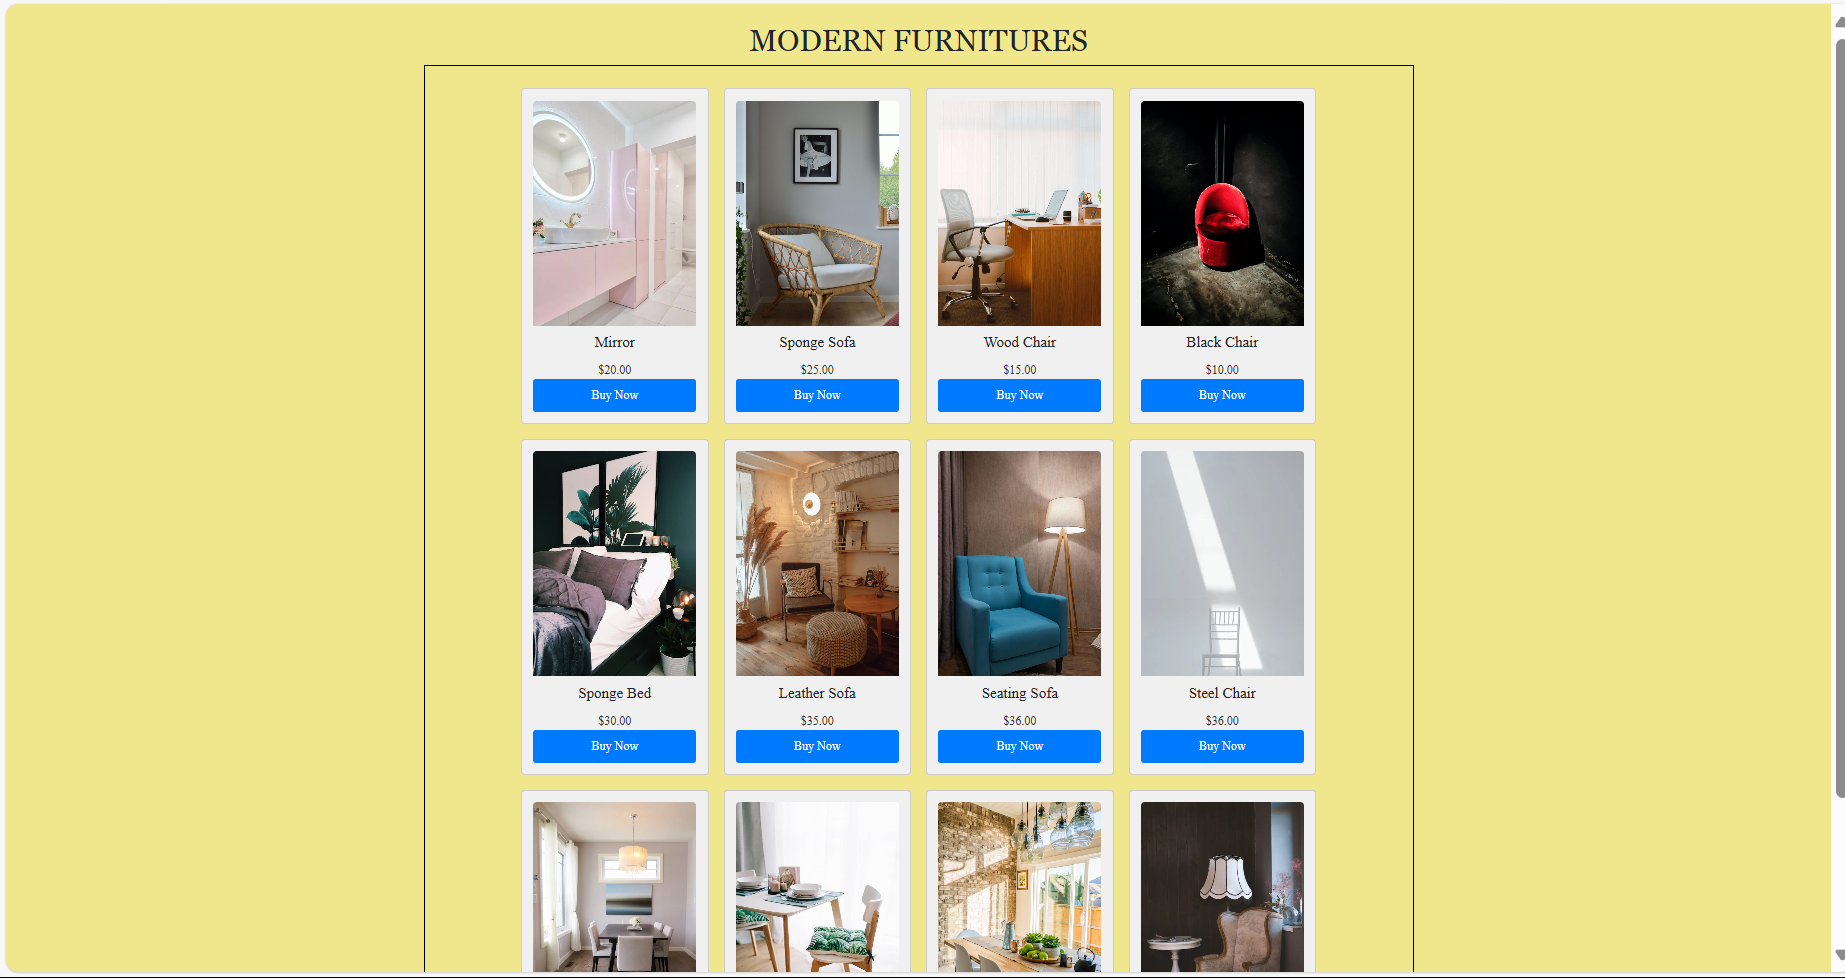 MODERN FURNITURES
Mirror
$20.00
Buy Now
Sponge Sofa
$25.00
Buy Now
Wood Chair
$15.00
Buy Now
Black Chair
$10.00
Buy Now
Sponge Bed
$30.00
Buy Now
Leather Sofa
$35.00
Buy Now
Seating Sofa
$36.00
Buy Now
Steel Chair
$36.00
Buy Now